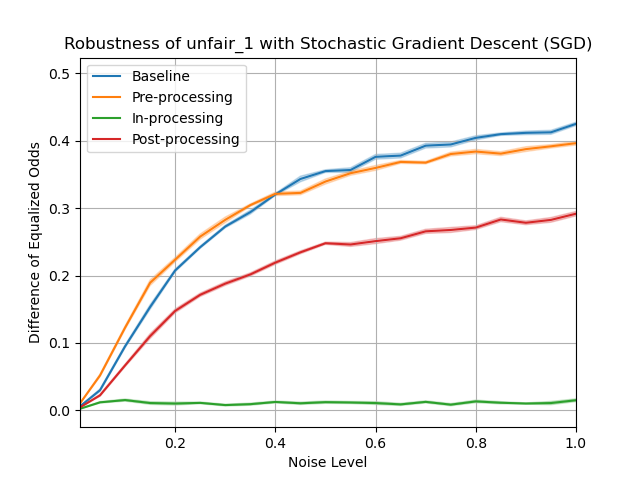 Robustness of unfair_1 with Stochastic Gradient Descent (SGD)
Difference of Equalized Odds
0.5
0.4
0.3
0.2
0.1
0.0
Baseline
Pre-processing
In-processing
Post-processing
0.2 0.4 0.6 0.8 1.0
Noise Level